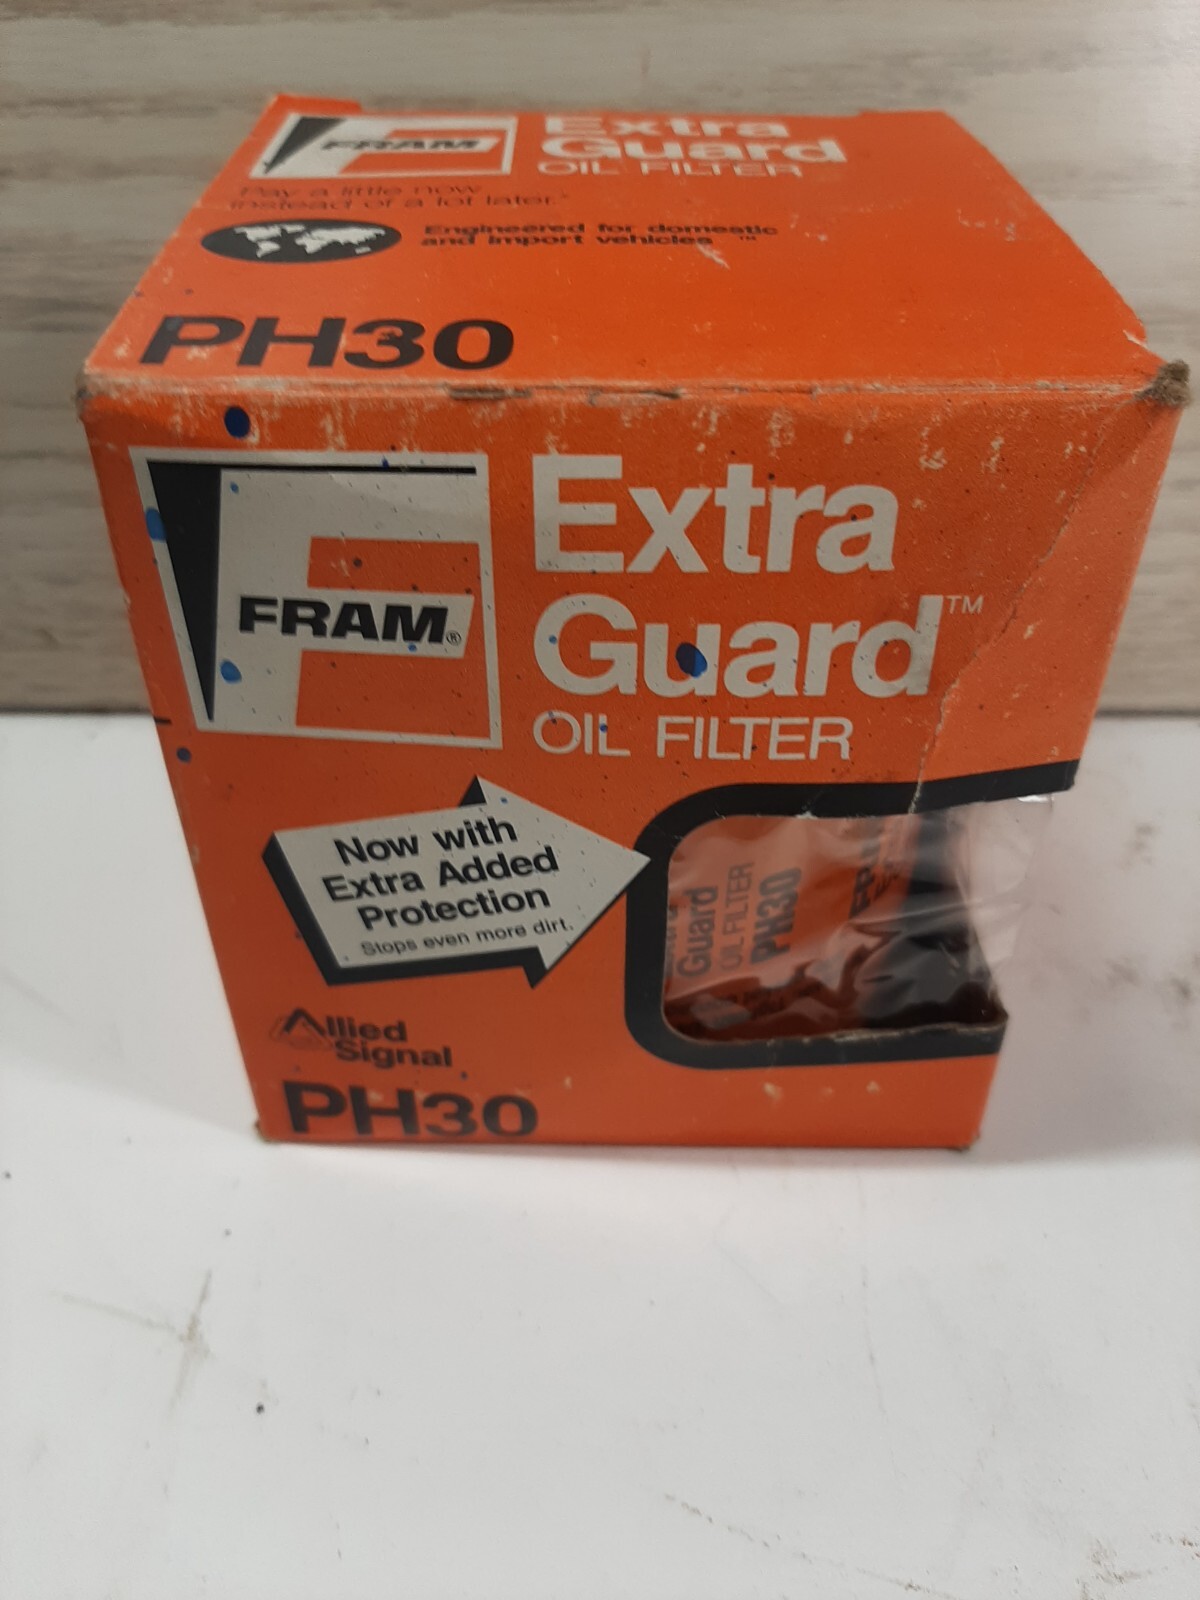 FRAM
Extra
Guard
OIL FILTER
Pay a little now
instead of a lot later.*
Engineered for domestic
and import vehicles ™
PH30
FRAM®
Extra
Guard™
OIL FILTER
Now with
Extra Added
Protection
Stops even more dirt.
Guard
OIL FILTER
PH30
Allied
Signal
PH30